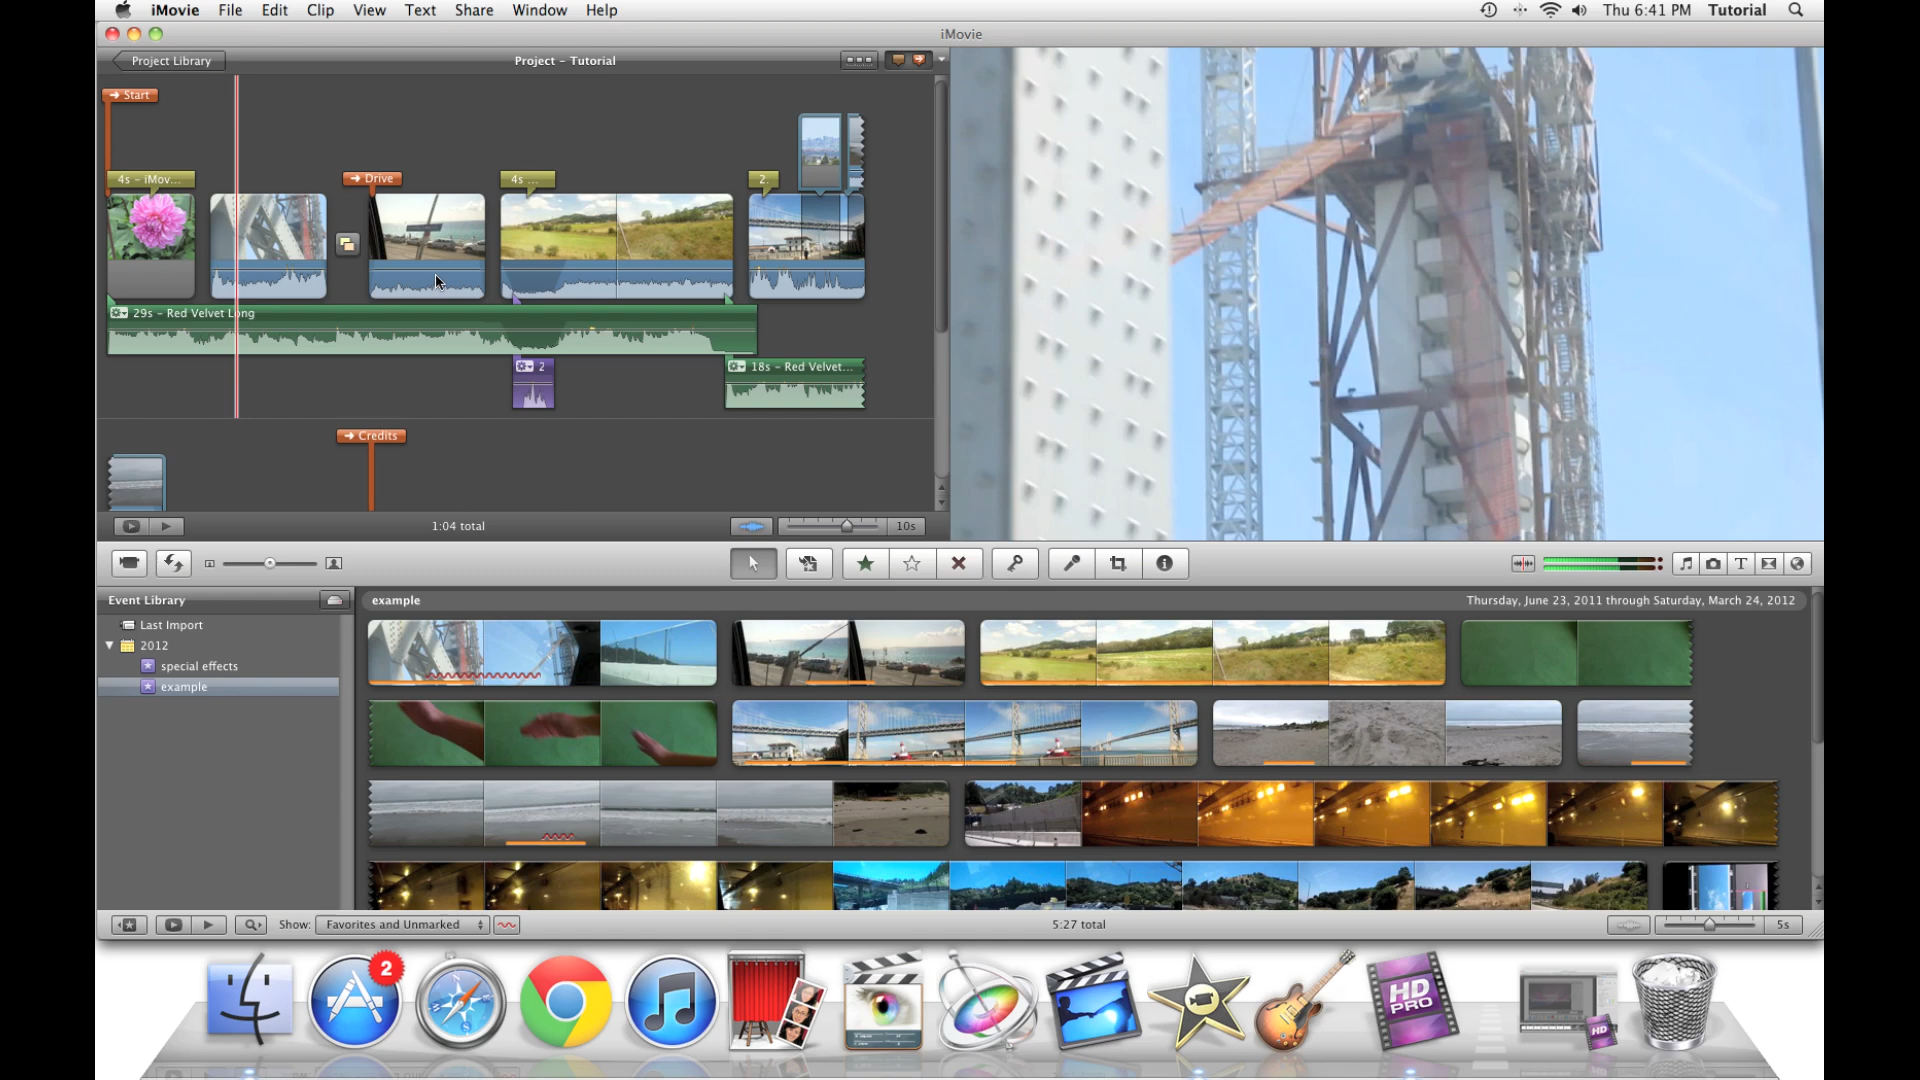 iMovie File Edit Clip View Text Share Window Help Thu 6:41 PM Tutorial
iMovie
Project Library Project - Tutorial
Start
4s - iMov... Drive 4s ... 2.
29s - Red Velvet Long
2 18s - Red Velvet...
Credits
1:04 total 10s
Event Library example Thursday, June 23, 2011 through Saturday, March 24, 2012
Last Import
2012
special effects
example
Show: Favorites and Unmarked 5:27 total 5s
2
HD
PRO
HD